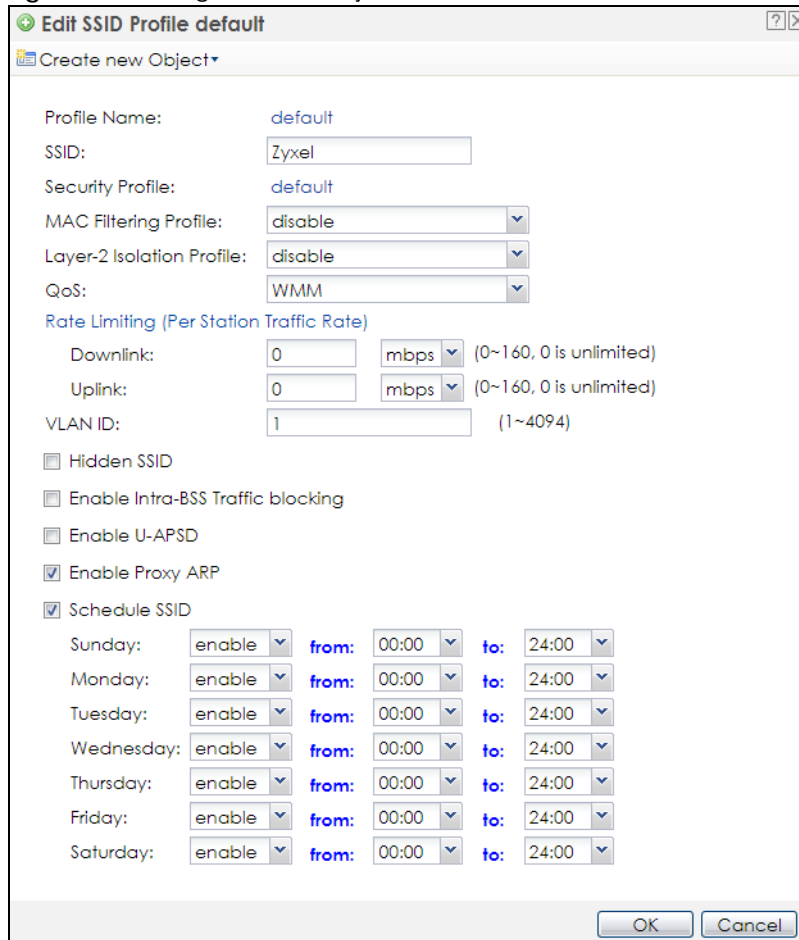 Edit SSID Profile default
Create new Object
Profile Name: default
SSID: Zyxel
Security Profile: default
MAC Filtering Profile: disable
Layer-2 Isolation Profile: disable
QoS: WMM
Rate Limiting (Per Station Traffic Rate)
Downlink: 0 mbps (0~160, 0 is unlimited)
Uplink: 0 mbps (0~160, 0 is unlimited)
VLAN ID: 1 (1~4094)
Hidden SSID
Enable Intra-BSS Traffic blocking
Enable U-APSD
Enable Proxy ARP
Schedule SSID
Sunday: enable from: 00:00 to: 24:00
Monday: enable from: 00:00 to: 24:00
Tuesday: enable from: 00:00 to: 24:00
Wednesday: enable from: 00:00 to: 24:00
Thursday: enable from: 00:00 to: 24:00
Friday: enable from: 00:00 to: 24:00
Saturday: enable from: 00:00 to: 24:00
OK Cancel